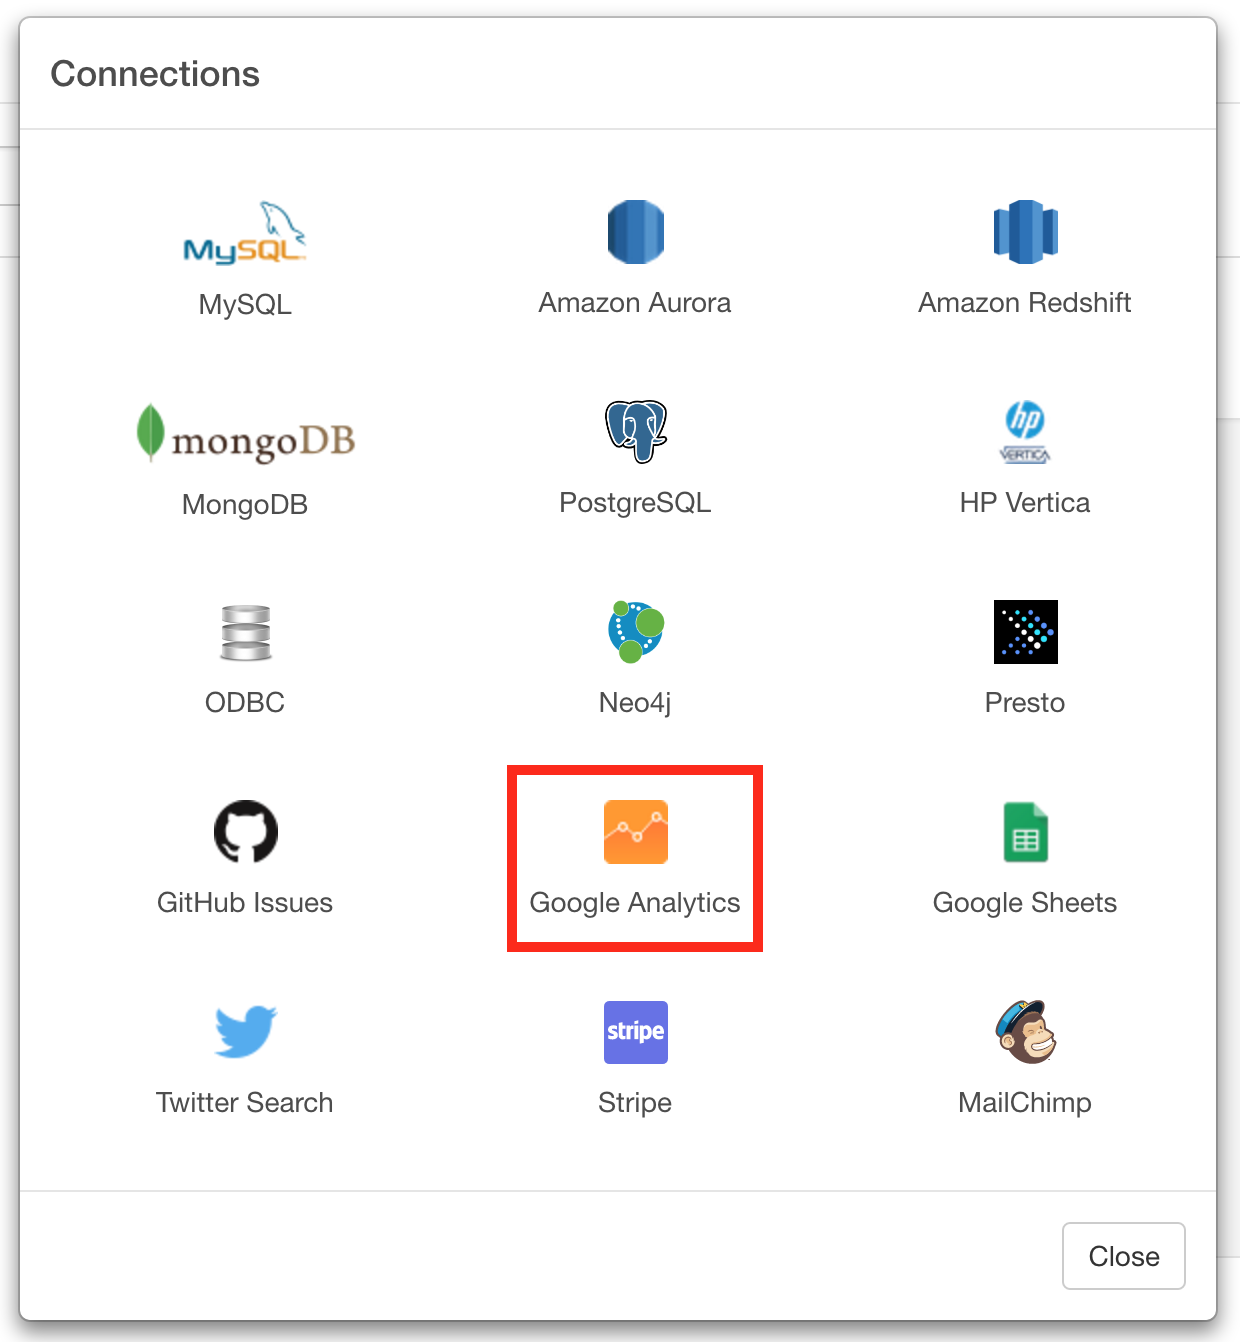 Connections
MySQL
MySQL
Amazon Aurora
Amazon Redshift
mongoDB
MongoDB
PostgreSQL
hp
VERTICA
HP Vertica
ODBC
Neo4j
Presto
GitHub Issues
Google Analytics
Google Sheets
Twitter Search
stripe
Stripe
MailChimp
Close